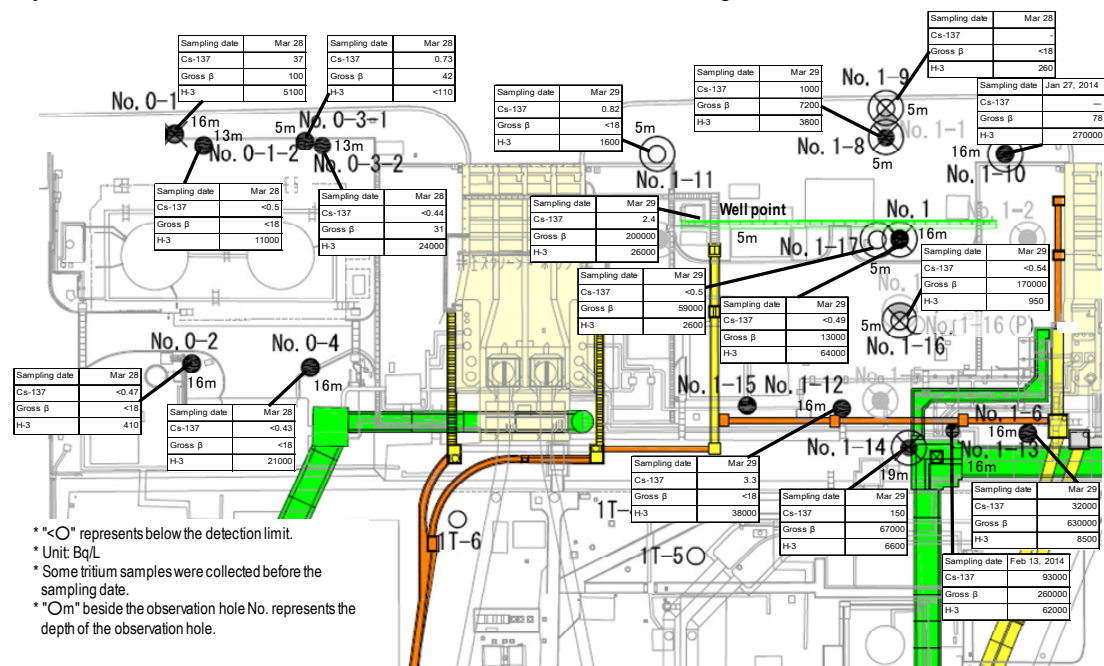 Sampling date Mar 28
Cs-137 37
Gross β 100
H-3 5100
Sampling date Mar 28
Cs-137 0.73
Gross β 42
H-3 <110
Sampling date Mar 29
Cs-137 0.82
Gross β <18
H-3 1600
Sampling date Mar 29
Cs-137 1000
Gross β 7200
H-3 3800
Sampling date Mar 28
Cs-137 -
Gross β <18
H-3 260
Sampling date Jan 27, 2014
Cs-137 —
Gross β 78
H-3 270000
No. 0-1
16m
13m
No. 0-1-2
5m
No. 0-3-1
13m
No. 0-3-2
5m
No. 1-11
No. 1-9
5m
No. 1-1
No. 1-8
5m
16m
No. 1-10
Sampling date Mar 28
Cs-137 <0.5
Gross β <18
H-3 11000
Sampling date Mar 28
Cs-137 <0.44
Gross β 31
H-3 24000
Sampling date Mar 29
Cs-137 2.4
Gross β 200000
H-3 26000
Well point
5m
No. 1
No. 1-2
No. 1-17
16m
5m
Sampling date Mar 29
Cs-137 <0.5
Gross β 59000
H-3 2600
Sampling date Mar 29
Cs-137 <0.49
Gross β 13000
H-3 64000
Sampling date Mar 29
Cs-137 <0.54
Gross β 170000
H-3 950
5m
No. 1-16 (P)
No. 1-16
No. 0-2
16m
No. 0-4
16m
Sampling date Mar 28
Cs-137 <0.47
Gross β <18
H-3 410
Sampling date Mar 28
Cs-137 <0.43
Gross β <18
H-3 21000
No. 1-15
No. 1-12
16m
No. 1-6
16m
No. 1-14
19m
No. 1-13
16m
Sampling date Mar 29
Cs-137 3.3
Gross β <18
H-3 38000
Sampling date Mar 29
Cs-137 150
Gross β 67000
H-3 6600
Sampling date Mar 29
Cs-137 32000
Gross β 630000
H-3 8500
Sampling date Feb 13, 2014
Cs-137 93000
Gross β 260000
H-3 62000
1T-6
1T-5
* "<○" represents below the detection limit.
* Unit: Bq/L
* Some tritium samples were collected before the
sampling date.
* "○m" beside the observation hole No. represents the
depth of the observation hole.